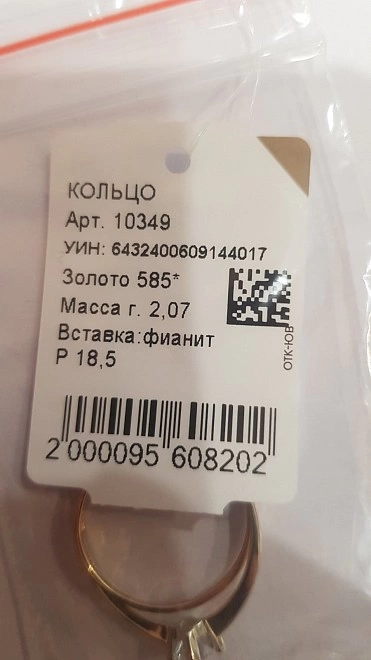 КОЛЬЦО
Арт. 10349
УИН: 6432400609144017
Золото 585*
Масса г. 2,07
Вставка:фианит
Р 18,5
ОТК-ЮВ
2 000095 608202